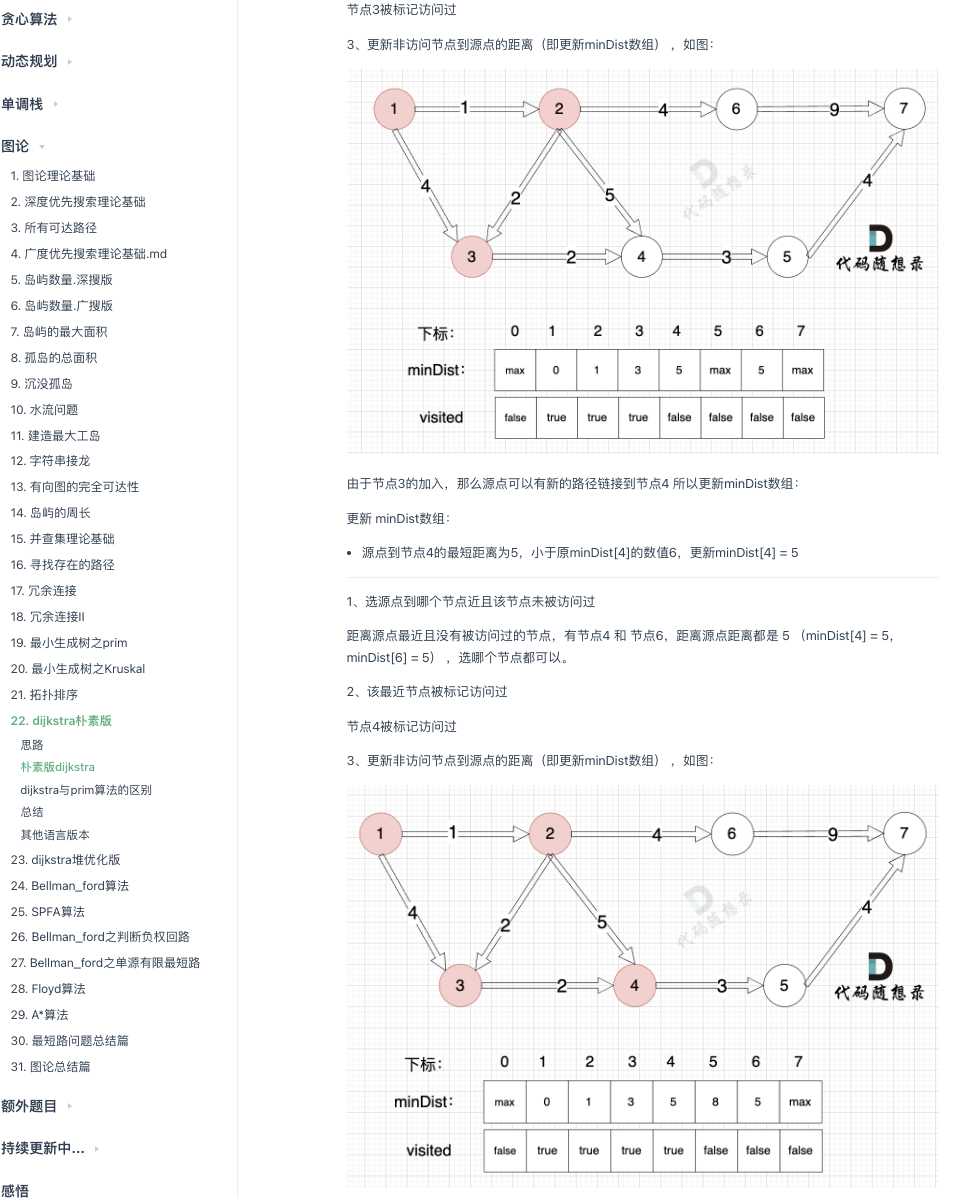 贪心算法
动态规划
单调栈
图论
1. 图论理论基础
2. 深度优先搜索理论基础
3. 所有可达路径
4. 广度优先搜索理论基础.md
5. 岛屿数量.深搜版
6. 岛屿数量.广搜版
7. 岛屿的最大面积
8. 孤岛的总面积
9. 沉没孤岛
10. 水流问题
11. 建造最大工岛
12. 字符串接龙
13. 有向图的完全可达性
14. 岛屿的周长
15. 并查集理论基础
16. 寻找存在的路径
17. 冗余连接
18. 冗余连接II
19. 最小生成树之prim
20. 最小生成树之Kruskal
21. 拓扑排序
22. dijkstra朴素版
思路
朴素版dijkstra
dijkstra与prim算法的区别
总结
其他语言版本
23. dijkstra堆优化版
24. Bellman_ford算法
25. SPFA算法
26. Bellman_ford之判断负权回路
27. Bellman_ford之单源有限最短路
28. Floyd算法
29. A*算法
30. 最短路问题总结篇
31. 图论总结篇
额外题目
持续更新中...
感悟
节点3被标记访问过
3、更新非访问节点到源点的距离（即更新minDist数组） ，如图：
1 1 2 4 6 9 7
4 2 5 4
代码随想录
3 2 4 3 5
代码随想录
下标： 0 1 2 3 4 5 6 7
minDist： max 0 1 3 5 max 5 max
visited false true true true false false false false
由于节点3的加入，那么源点可以有新的路径链接到节点4 所以更新minDist数组：
更新 minDist数组：
• 源点到节点4的最短距离为5，小于原minDist[4]的数值6，更新minDist[4] = 5
1、选源点到哪个节点近且该节点未被访问过
距离源点最近且没有被访问过的节点，有节点4 和 节点6，距离源点距离都是 5 （minDist[4] = 5，
minDist[6] = 5） ，选哪个节点都可以。
2、该最近节点被标记访问过
节点4被标记访问过
3、更新非访问节点到源点的距离（即更新minDist数组） ，如图：
1 1 2 4 6 9 7
4 2 5 4
代码随想录
3 2 4 3 5
代码随想录
下标： 0 1 2 3 4 5 6 7
minDist： max 0 1 3 5 8 5 max
visited false true true true true false false false